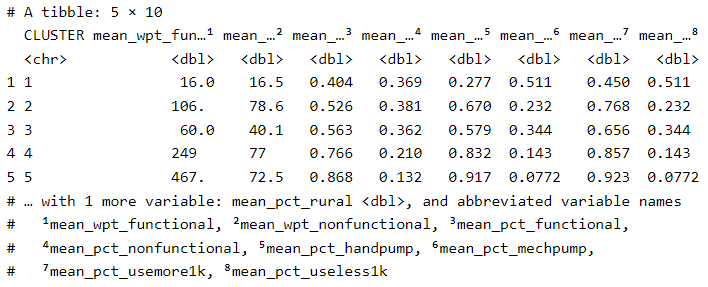 # A tibble: 5 × 10
  CLUSTER mean_wpt_fun…¹ mean_…² mean_…³ mean_…⁴ mean_…⁵ mean_…⁶ mean_…⁷ mean_…⁸
  <chr>            <dbl>   <dbl>   <dbl>   <dbl>   <dbl>   <dbl>   <dbl>   <dbl>
1 1                 16.0    16.5   0.404   0.369   0.277  0.511    0.450  0.511
2 2                106.     78.6   0.526   0.381   0.670  0.232    0.768  0.232
3 3                 60.0    40.1   0.563   0.362   0.579  0.344    0.656  0.344
4 4                249      77     0.766   0.210   0.832  0.143    0.857  0.143
5 5                467.     72.5   0.868   0.132   0.917  0.0772   0.923  0.0772
# … with 1 more variable: mean_pct_rural <dbl>, and abbreviated variable names
#   ¹mean_wpt_functional, ²mean_wpt_nonfunctional, ³mean_pct_functional,
#   ⁴mean_pct_nonfunctional, ⁵mean_pct_handpump, ⁶mean_pct_mechpump,
#   ⁷mean_pct_usemore1k, ⁸mean_pct_useless1k